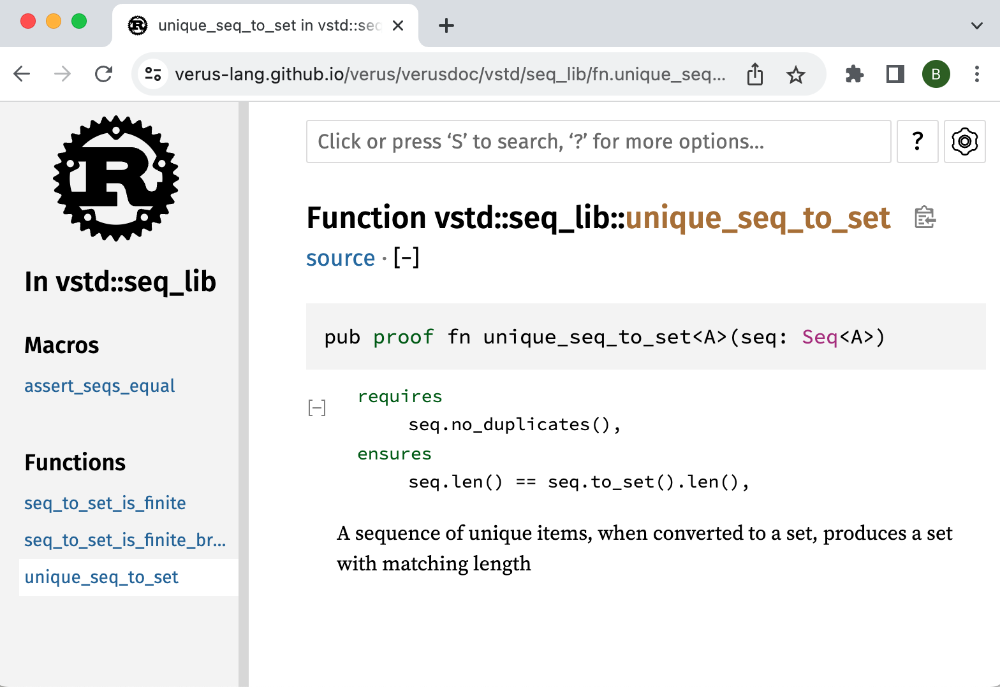 unique_seq_to_set in vstd::sec
verus-lang.github.io/verus/verusdoc/vstd/seq_lib/fn.unique_seq...
B
R
In vstd::seq_lib
Macros
assert_seqs_equal
Functions
seq_to_set_is_finite
seq_to_set_is_finite_br...
unique_seq_to_set
Click or press ‘S’ to search, ‘?’ for more options...
?
Function vstd::seq_lib::unique_seq_to_set
source · [-]
pub proof fn unique_seq_to_set<A>(seq: Seq<A>)
[-]
requires
seq.no_duplicates(),
ensures
seq.len() == seq.to_set().len(),
A sequence of unique items, when converted to a set, produces a set
with matching length